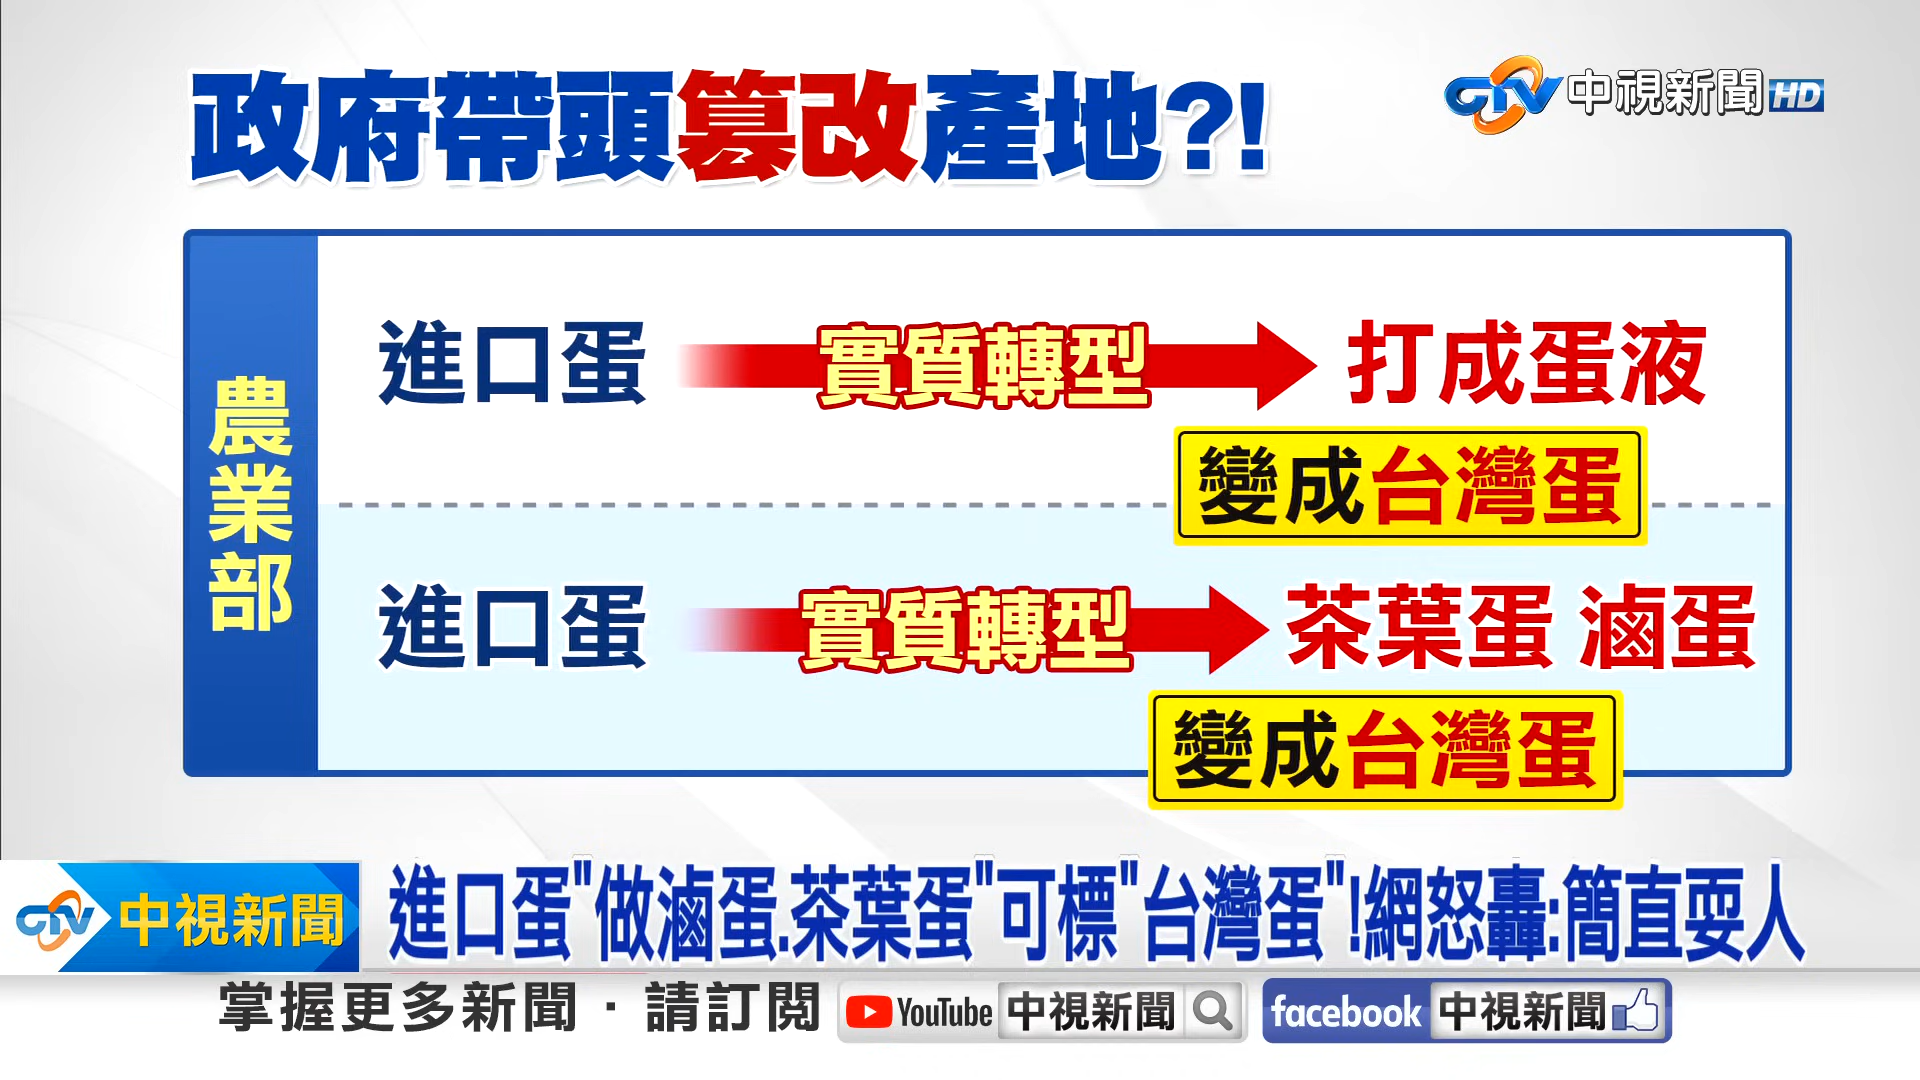 政府帶頭篡改產地?!
CTV中視新聞HD
農業部
進口蛋 實質轉型 打成蛋液
變成台灣蛋
進口蛋 實質轉型 茶葉蛋 滷蛋
變成台灣蛋
CTV 中視新聞
進口蛋"做滷蛋.茶葉蛋"可標"台灣蛋"!網怒轟:簡直耍人
掌握更多新聞·請訂閱 YouTube 中視新聞 facebook 中視新聞